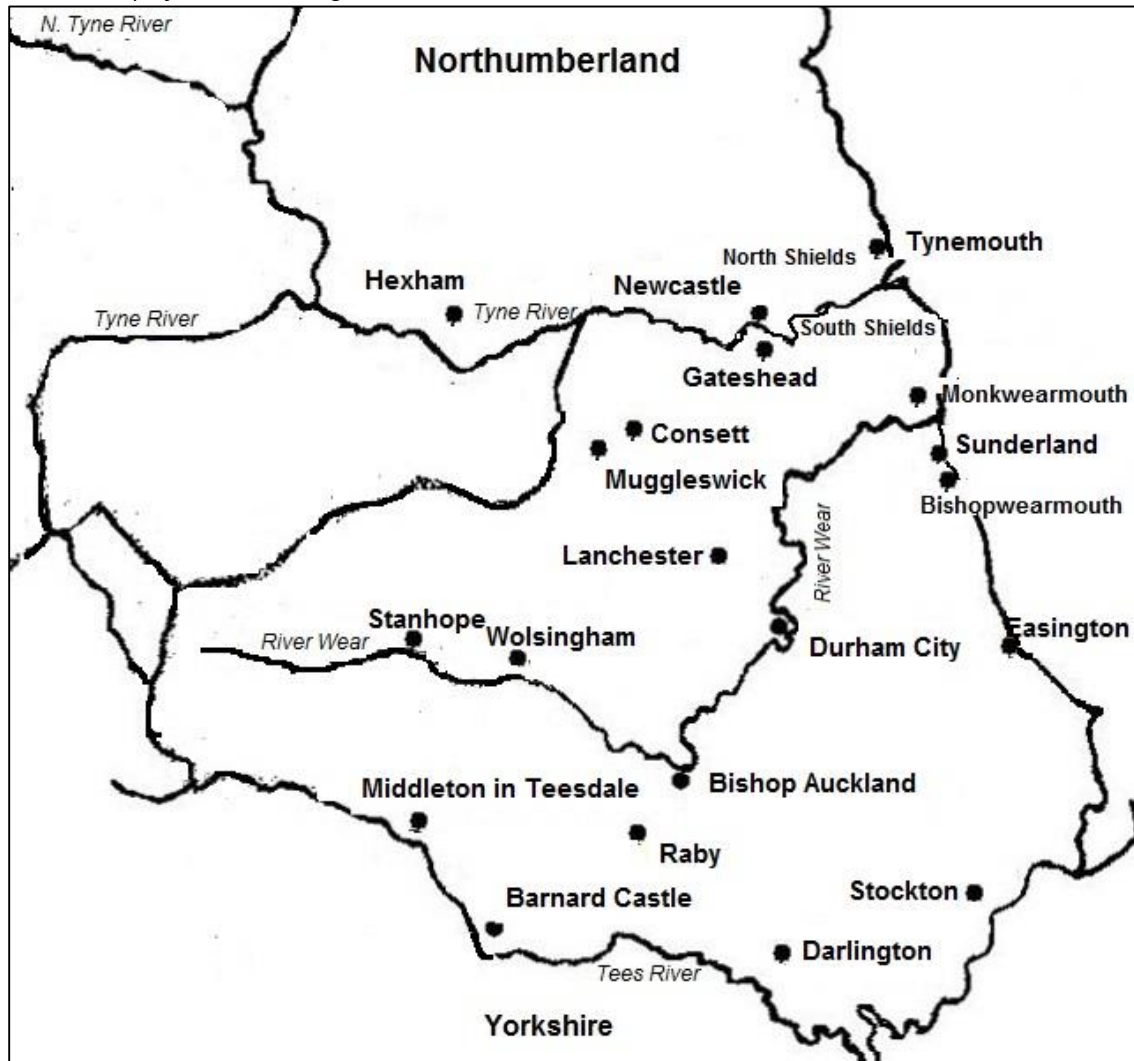 N. Tyne River
Northumberland
Tynemouth
North Shields
Hexham
Newcastle
Tyne River
Tyne River
South Shields
Gateshead
Monkwearmouth
Consett
Sunderland
Muggleswick
Bishopwearmouth
River Wear
Lanchester
Stanhope
Wolsingham
River Wear
Durham City
Easington
Middleton in Teesdale
Bishop Auckland
Raby
Barnard Castle
Stockton
Darlington
Tees River
Yorkshire